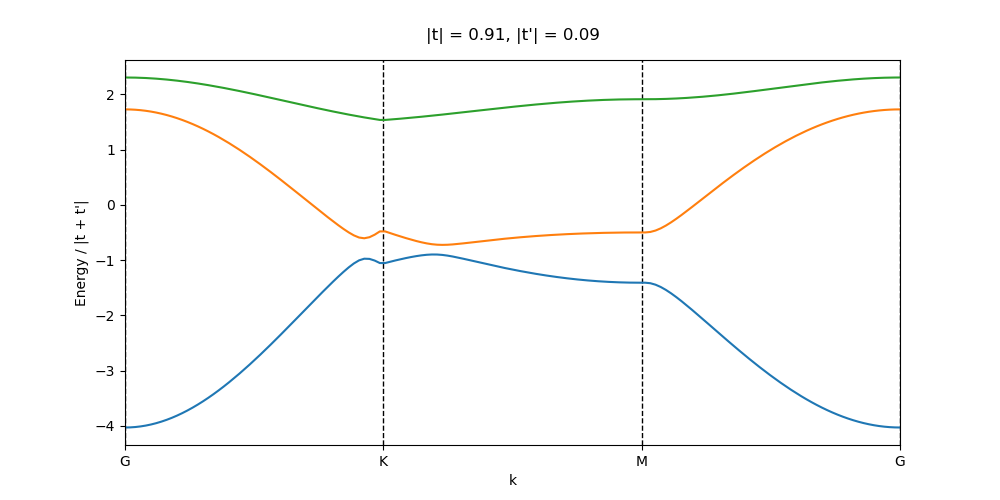 |t| = 0.91, |t'| = 0.09
Energy / |t + t'|
2
1
0
−1
−2
−3
−4
G
K
M
G
k